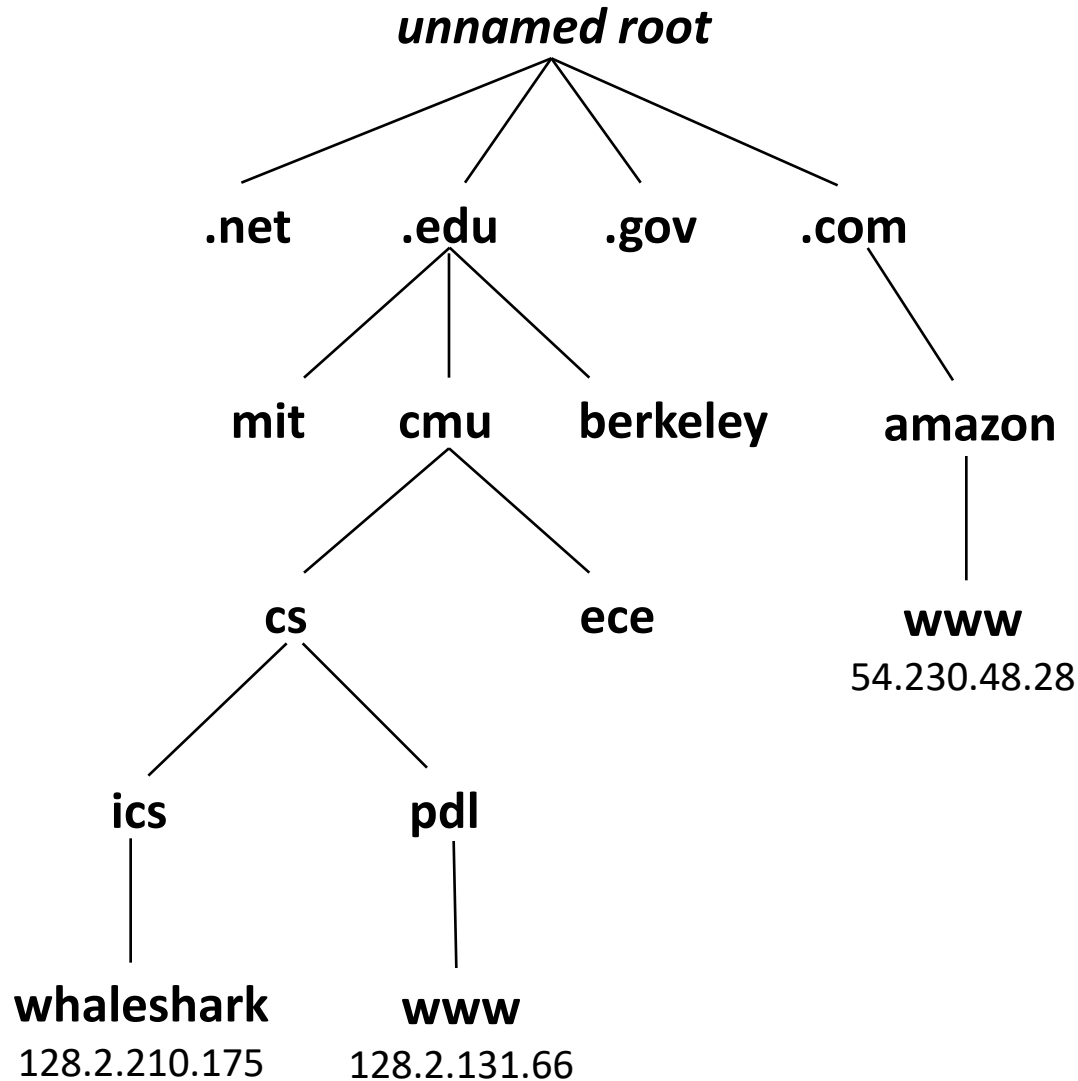 unnamed root
.net .edu .gov .com
mit cmu berkeley amazon
cs ece www
54.230.48.28
ics pdl
whaleshark www
128.2.210.175 128.2.131.66